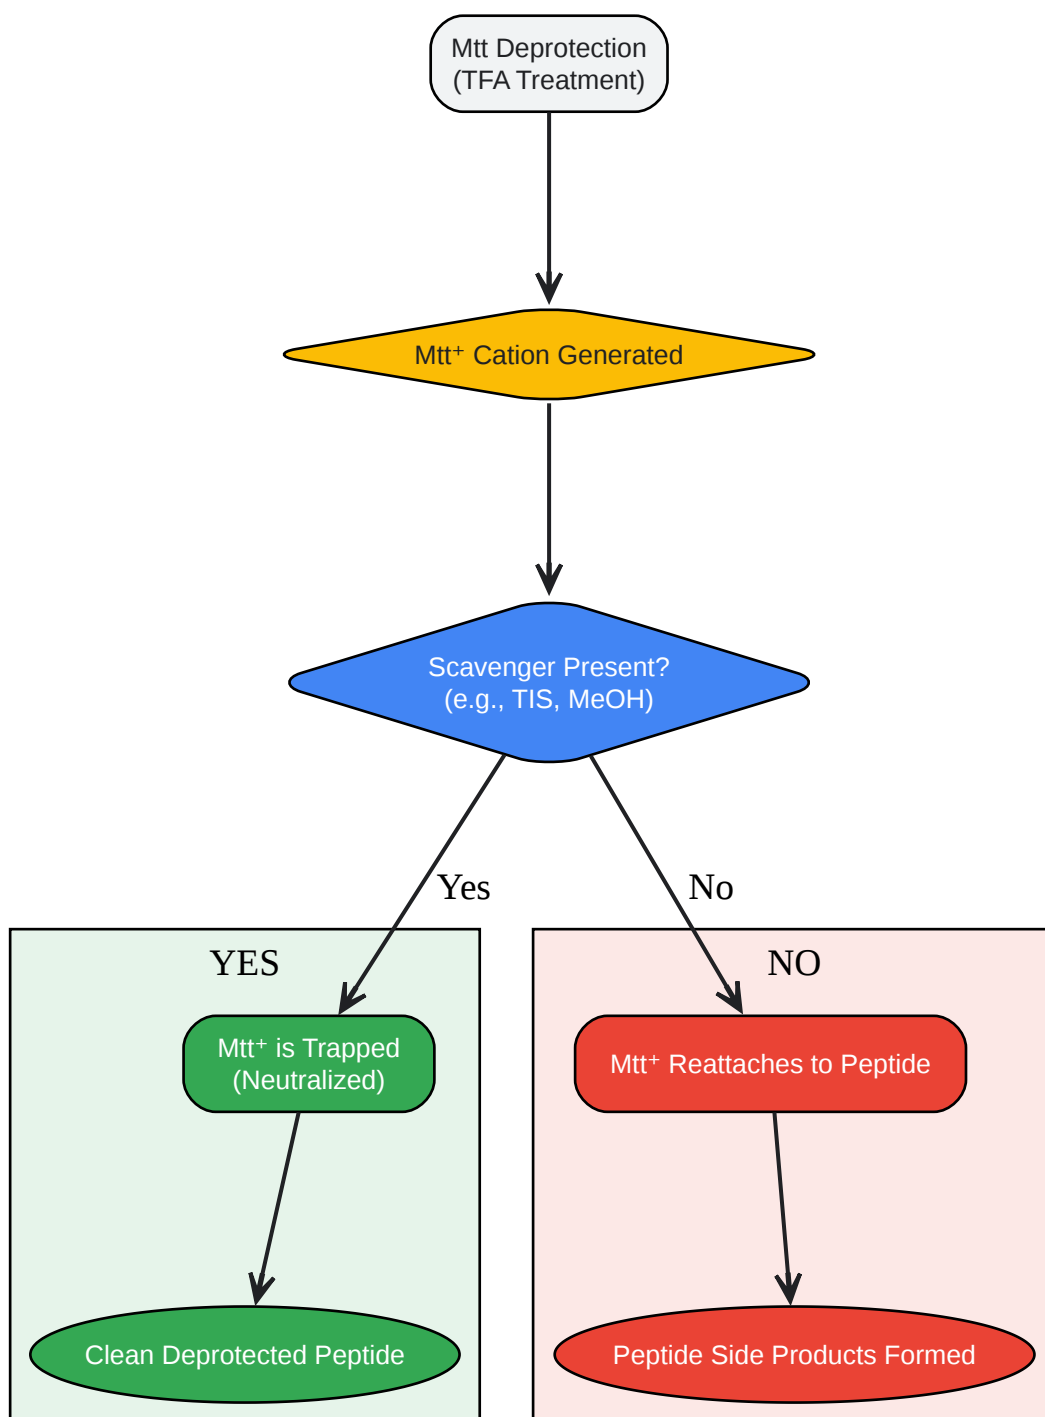 Mtt Deprotection
(TFA Treatment)
Mtt⁺ Cation Generated
Scavenger Present?
(e.g., TIS, MeOH)
Yes
No
YES
NO
Mtt⁺ is Trapped
(Neutralized)
Mtt⁺ Reattaches to Peptide
Clean Deprotected Peptide
Peptide Side Products Formed